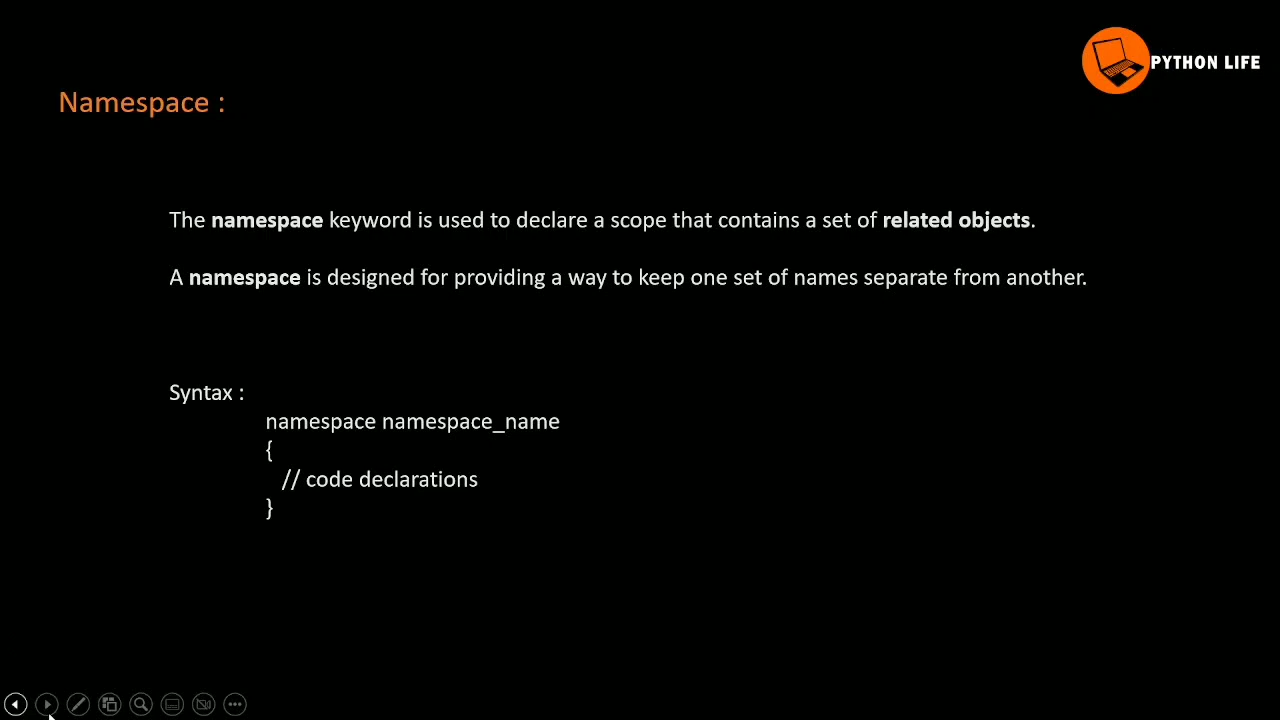 PYTHON LIFE
Namespace :
The namespace keyword is used to declare a scope that contains a set of related objects.
A namespace is designed for providing a way to keep one set of names separate from another.
Syntax :
namespace namespace_name
{
// code declarations
}